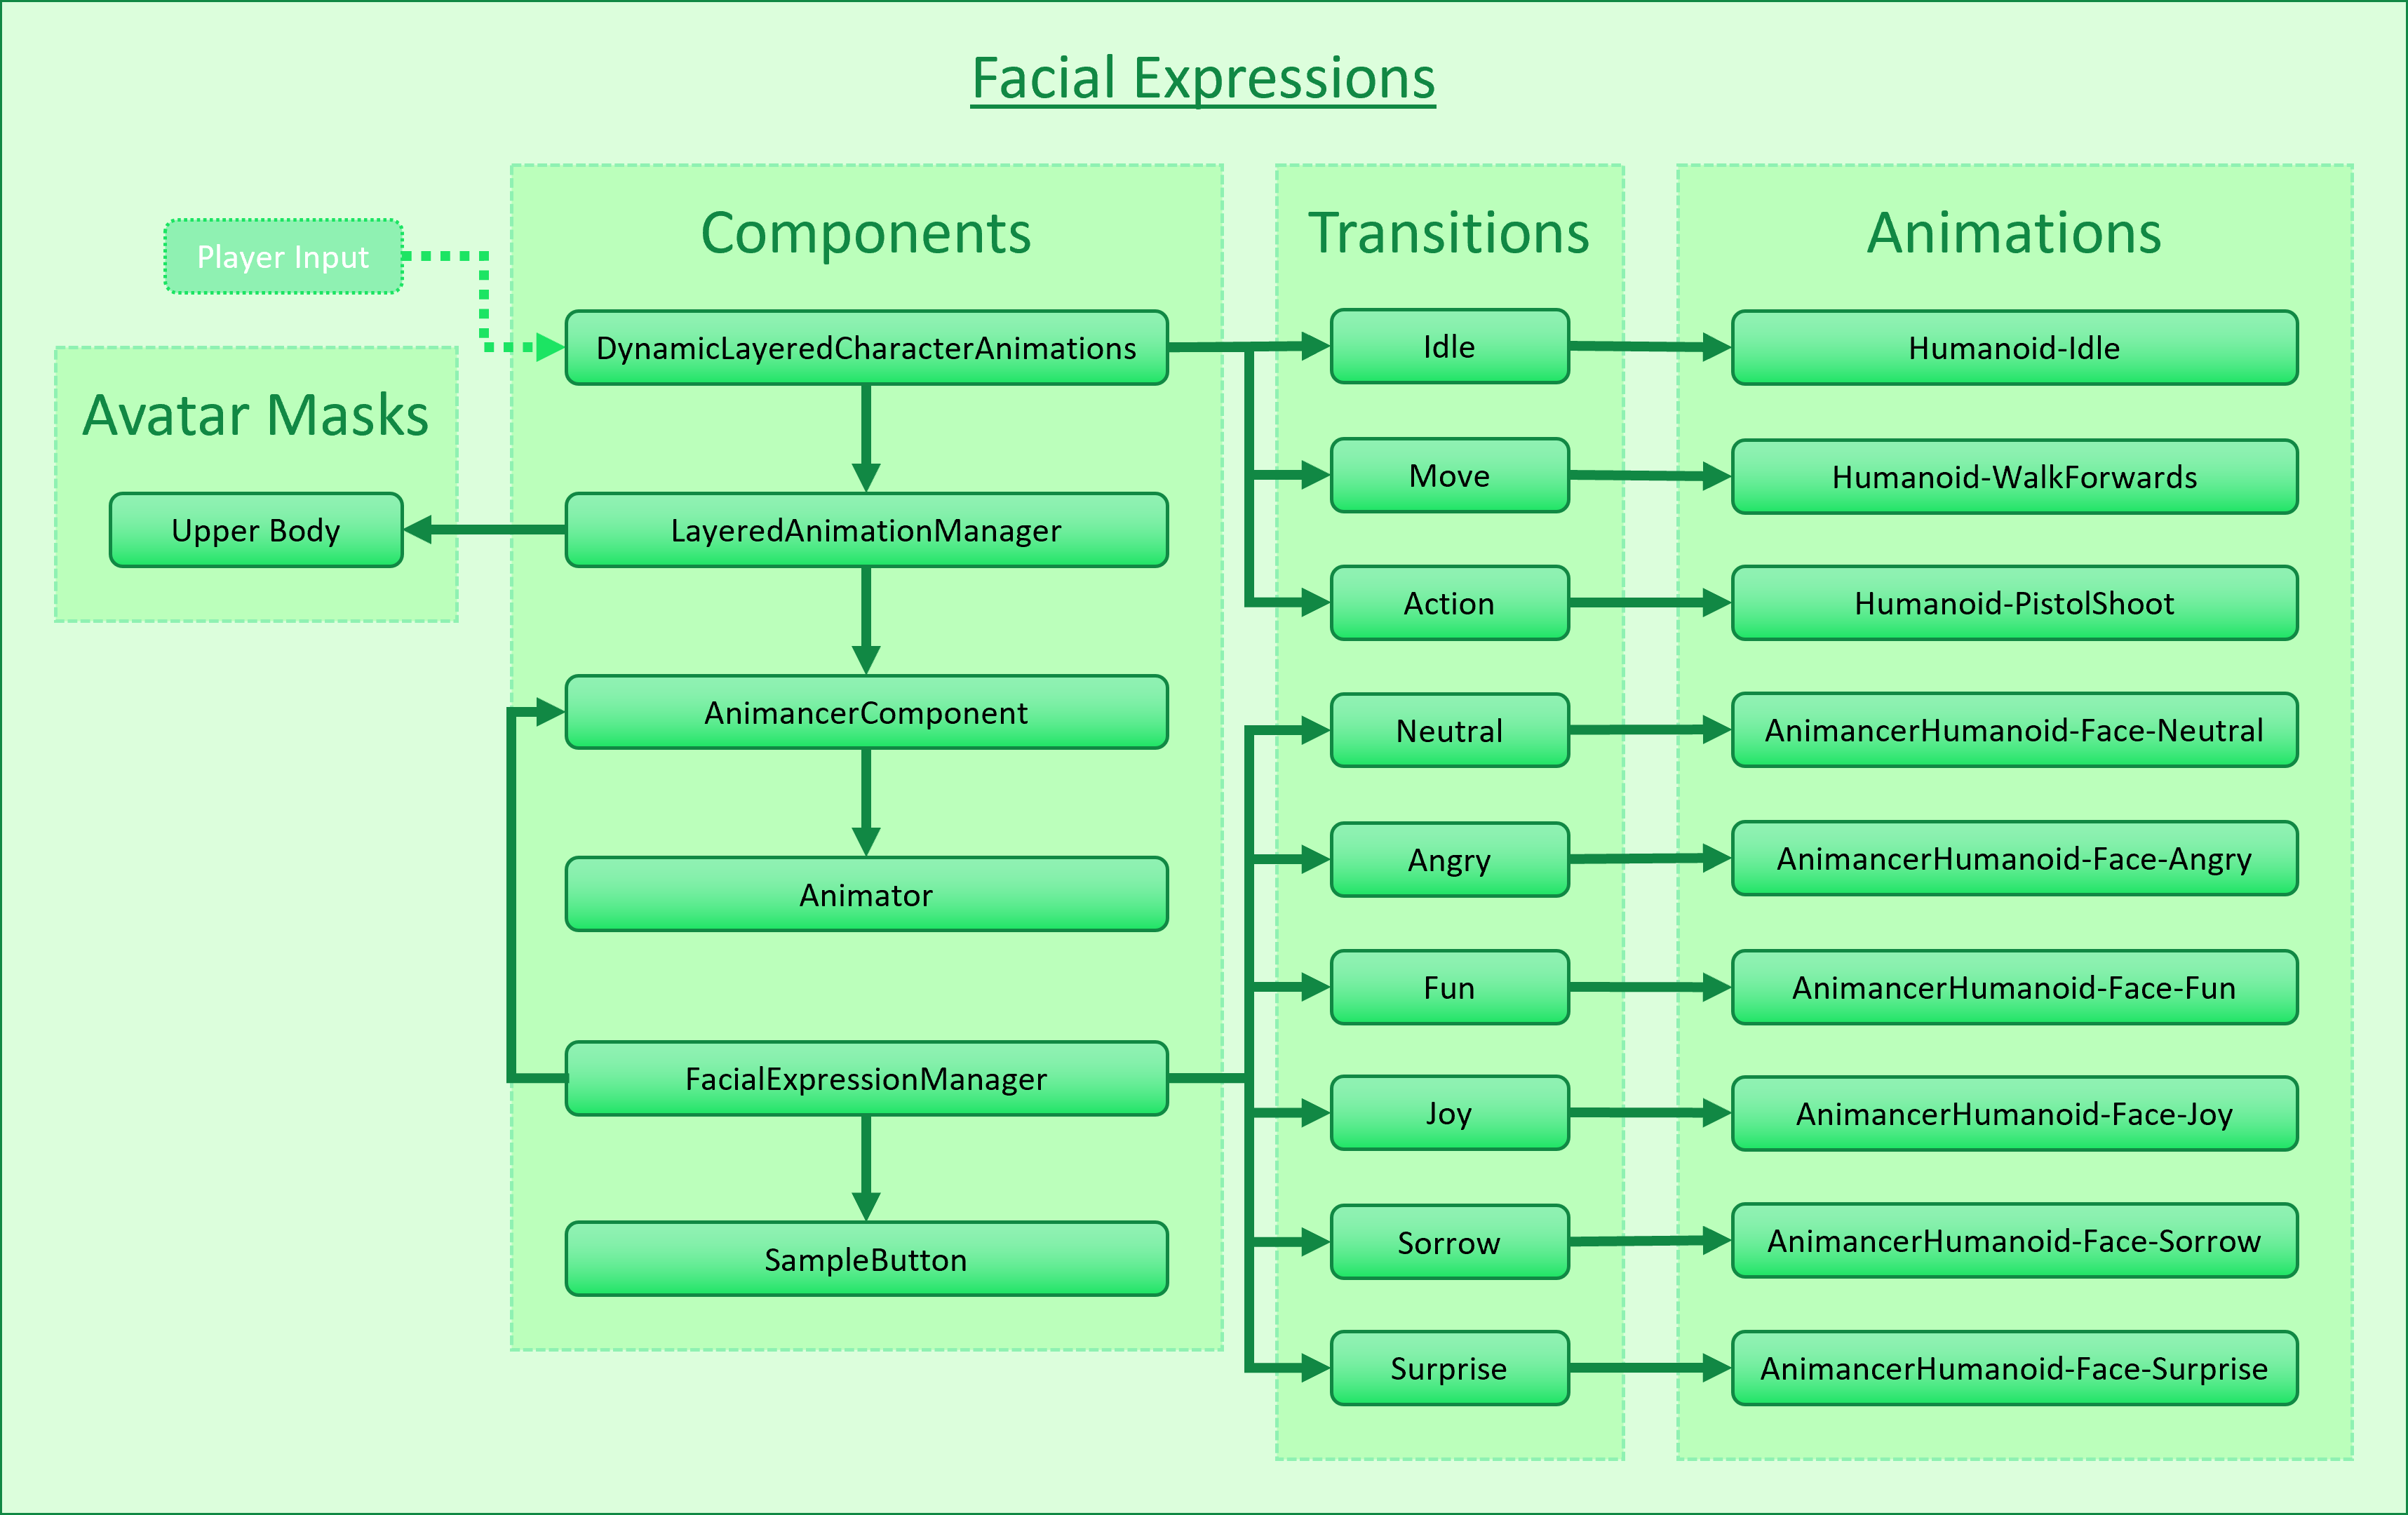 Facial Expressions
Player Input
Avatar Masks
Upper Body
Components
DynamicLayeredCharacterAnimations
LayeredAnimationManager
AnimancerComponent
Animator
FacialExpressionManager
SampleButton
Transitions
Idle
Move
Action
Neutral
Angry
Fun
Joy
Sorrow
Surprise
Animations
Humanoid-Idle
Humanoid-WalkForwards
Humanoid-PistolShoot
AnimancerHumanoid-Face-Neutral
AnimancerHumanoid-Face-Angry
AnimancerHumanoid-Face-Fun
AnimancerHumanoid-Face-Joy
AnimancerHumanoid-Face-Sorrow
AnimancerHumanoid-Face-Surprise